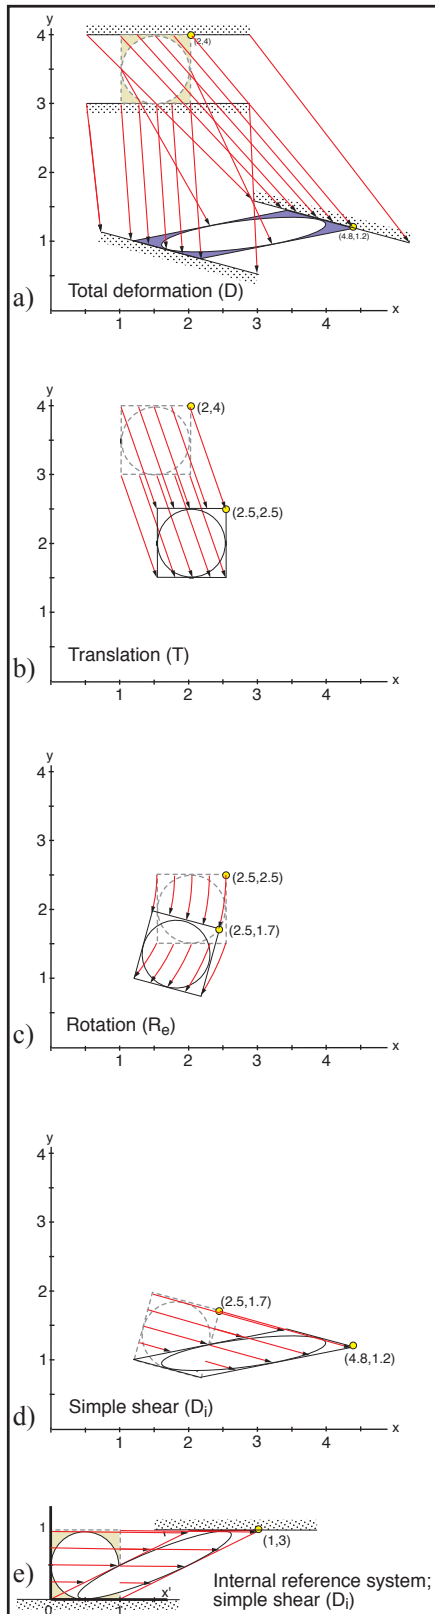 y
4
(2,4)
3
2
1
(4.8,1.2)
a) Total deformation (D)
x
1 2 3 4
y
4
(2,4)
3
(2.5,2.5)
2
1
b) Translation (T)
x
1 2 3 4
y
4
3
(2.5,2.5)
2
(2.5,1.7)
1
c) Rotation (Re)
x
1 2 3 4
y
4
3
2
(2.5,1.7)
1
(4.8,1.2)
d) Simple shear (Di)
x
1 2 3 4
1
(1,3)
e)
x'
0 1
Internal reference system;
simple shear (Di)